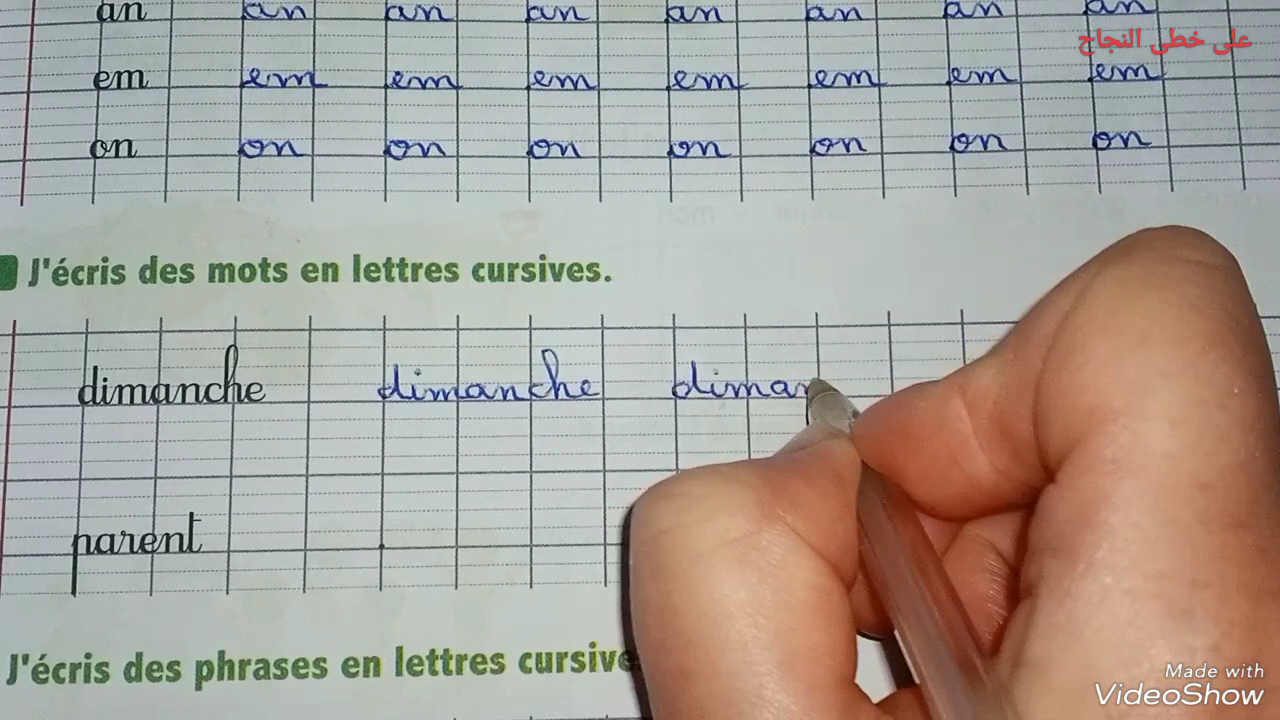 an an an an an an an an
على خطى النجاح
em em em em em em em em
on on on on on on on on
J'écris des mots en lettres cursives.
dimanche dimanche diman
parent
J'écris des phrases en lettres cursive
Made with
VideoShow